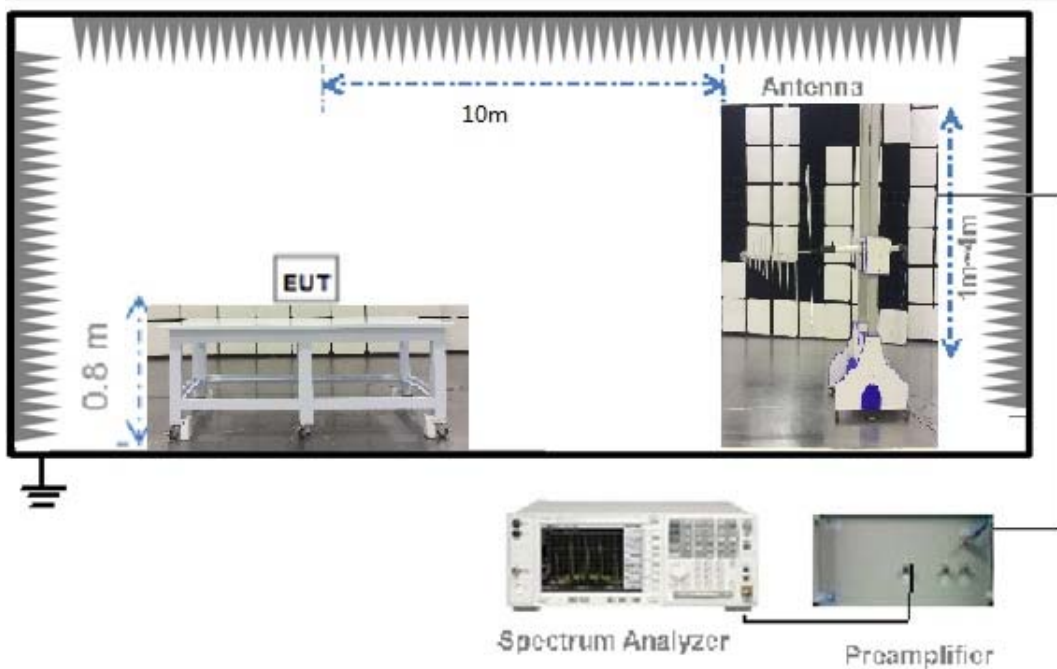 Antenna
10m
EUT
0.8 m
1m~4m
Spectrum Analyzer
Preamplifier